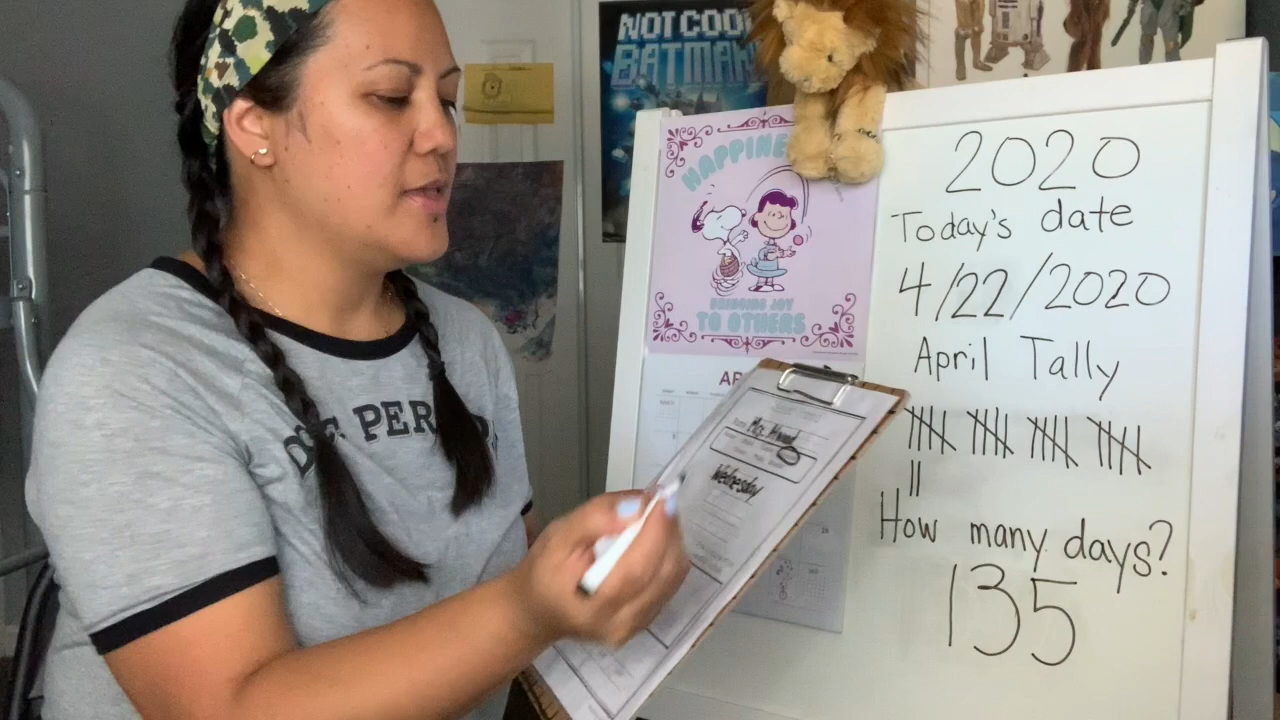 NOT COOL
BATMAN
HAPPINE
BRINGING JOY
TO OTHERS
2020
Today's date
4/22/2020
April Tally
How many days?
135
Wednesday